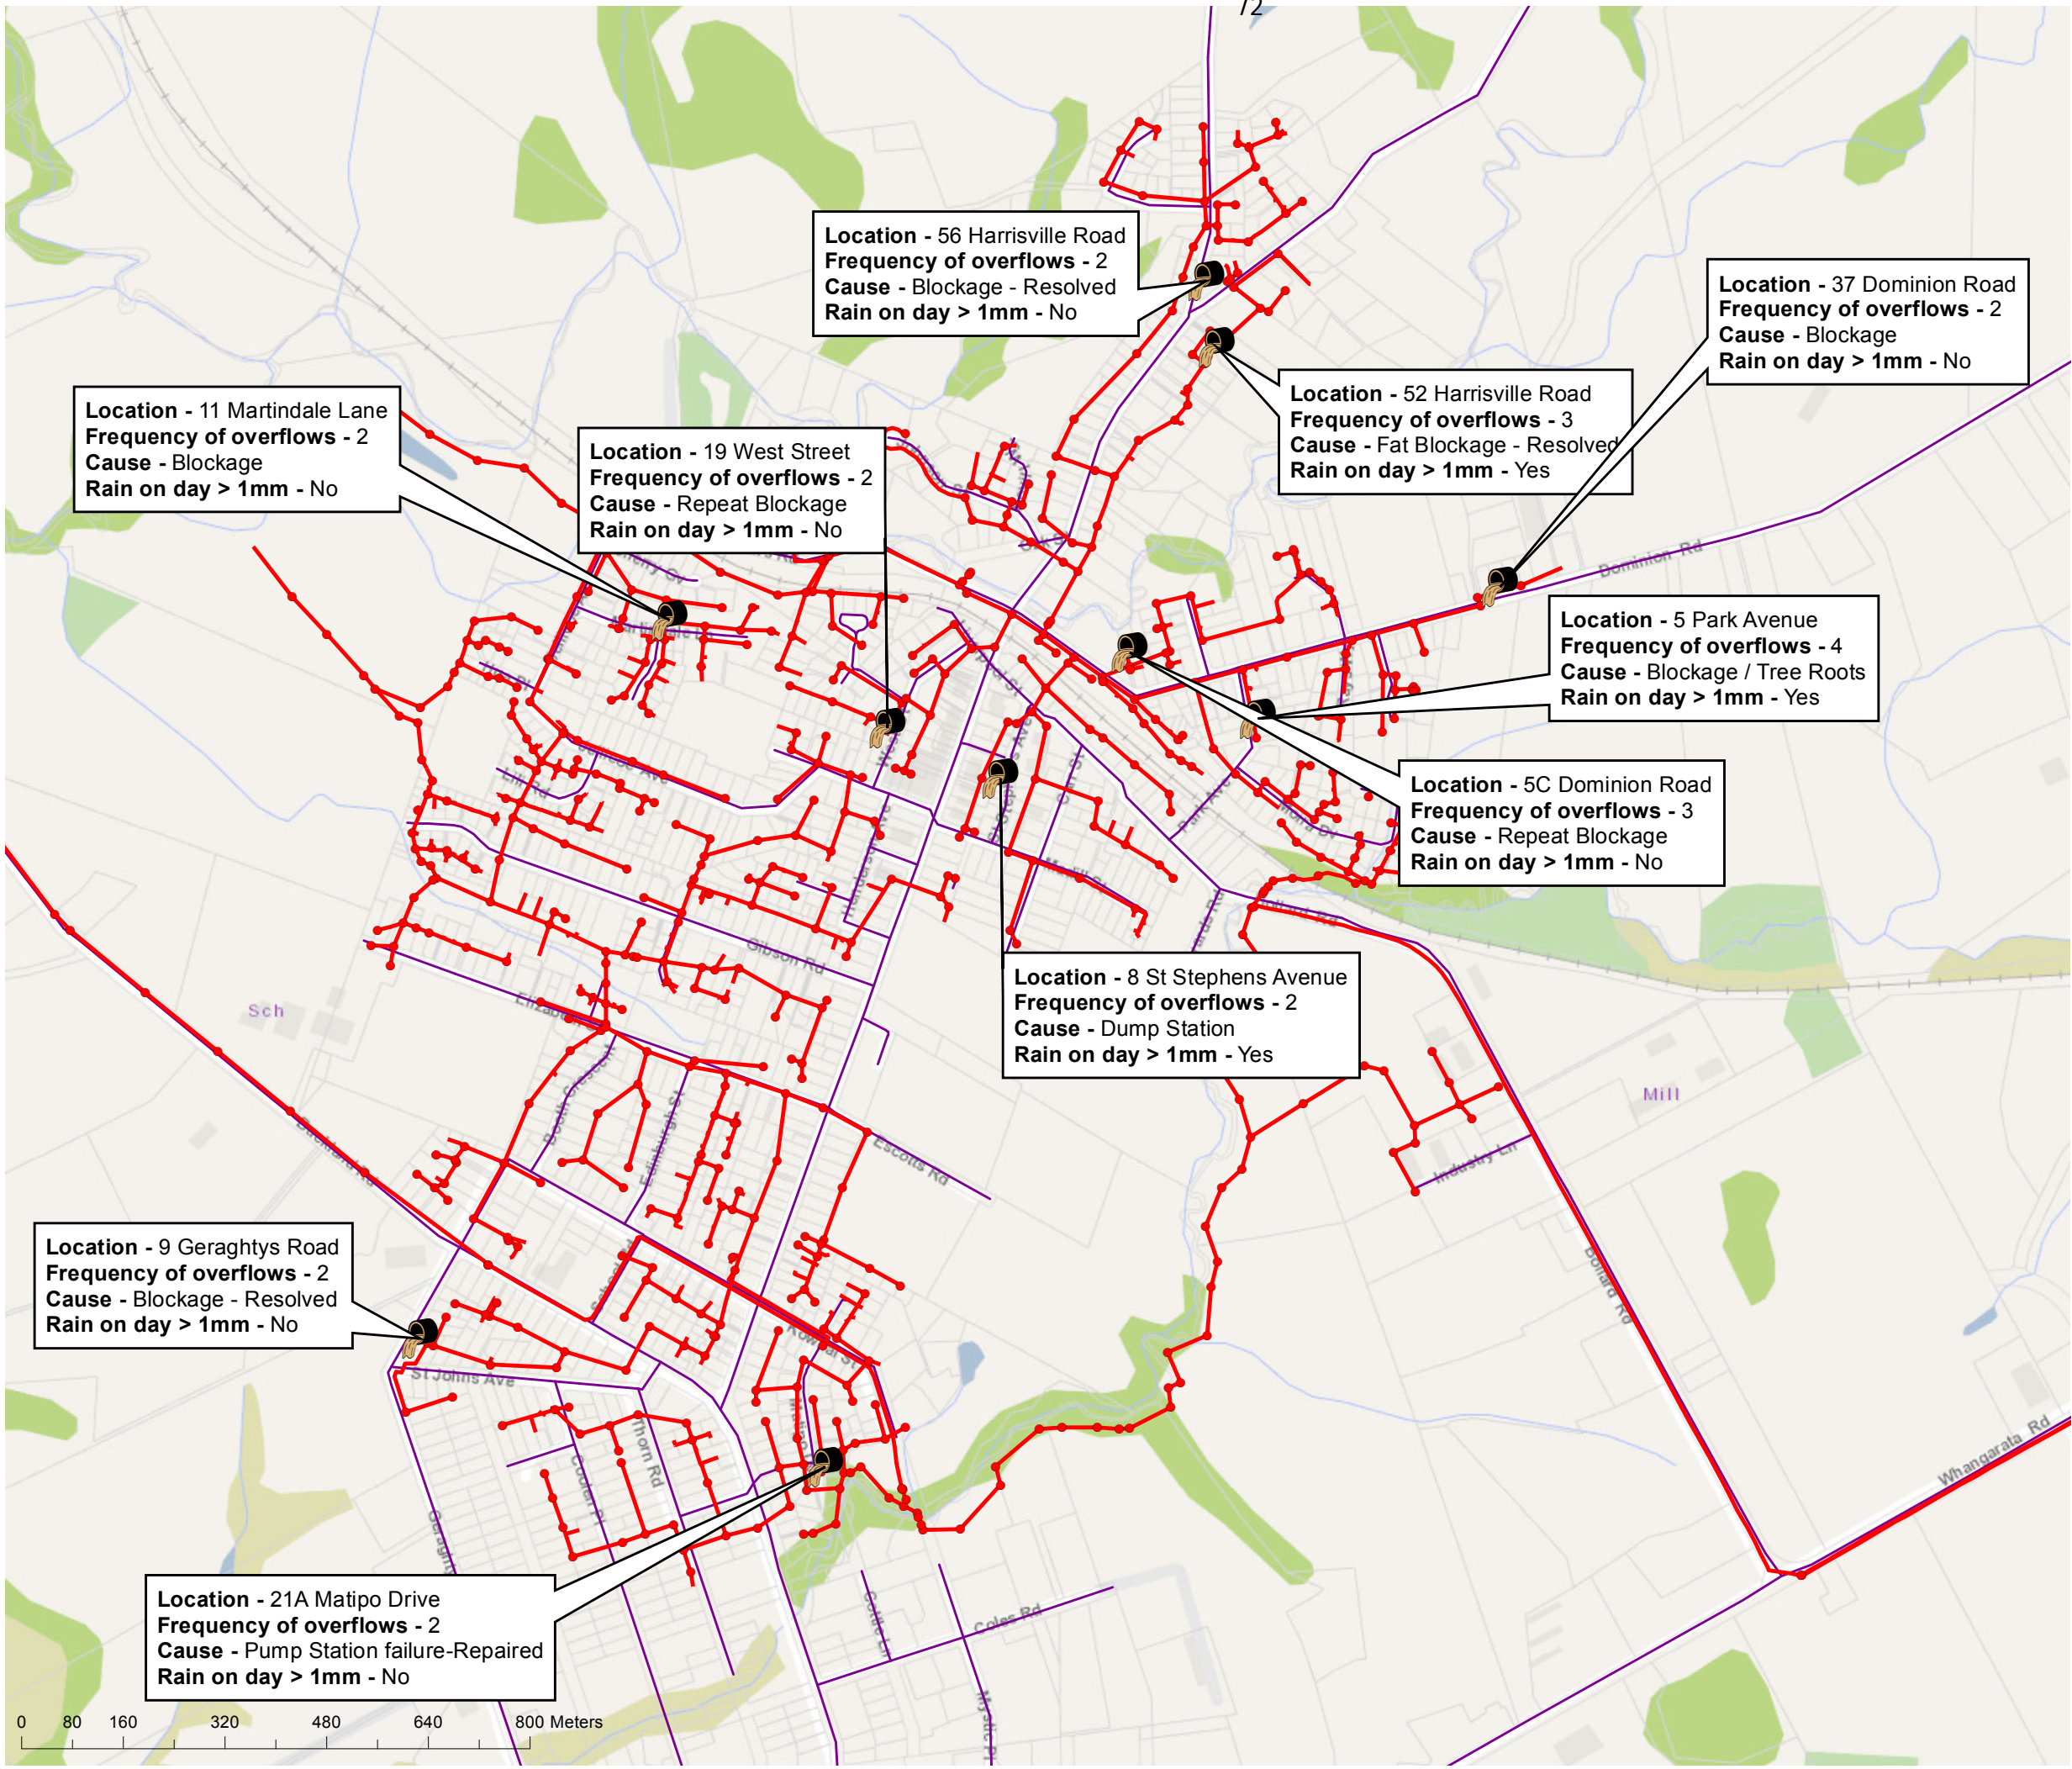 72
Location - 56 Harrisville Road
Frequency of overflows - 2
Cause - Blockage - Resolved
Rain on day > 1mm - No
Location - 37 Dominion Road
Frequency of overflows - 2
Cause - Blockage
Rain on day > 1mm - No
Location - 52 Harrisville Road
Frequency of overflows - 3
Cause - Fat Blockage - Resolved
Rain on day > 1mm - Yes
Location - 11 Martindale Lane
Frequency of overflows - 2
Cause - Blockage
Rain on day > 1mm - No
Location - 19 West Street
Frequency of overflows - 2
Cause - Repeat Blockage
Rain on day > 1mm - No
Dominion Rd
Location - 5 Park Avenue
Frequency of overflows - 4
Cause - Blockage / Tree Roots
Rain on day > 1mm - Yes
Location - 5C Dominion Road
Frequency of overflows - 3
Cause - Repeat Blockage
Rain on day > 1mm - No
Park Ave
Gibson Rd
Location - 8 St Stephens Avenue
Frequency of overflows - 2
Cause - Dump Station
Rain on day > 1mm - Yes
Sch
Mill
Edinburgh St
Escotts Rd
Industry Ln
Buckland Rd
Bollard Rd
Location - 9 Geraghtys Road
Frequency of overflows - 2
Cause - Blockage - Resolved
Rain on day > 1mm - No
St Johns Ave
Thorn Rd
Whangarata Rd
Location - 21A Matipo Drive
Frequency of overflows - 2
Cause - Pump Station failure-Repaired
Rain on day > 1mm - No
Coles Rd
Mystic Pl
0 80 160 320 480 640 800 Meters